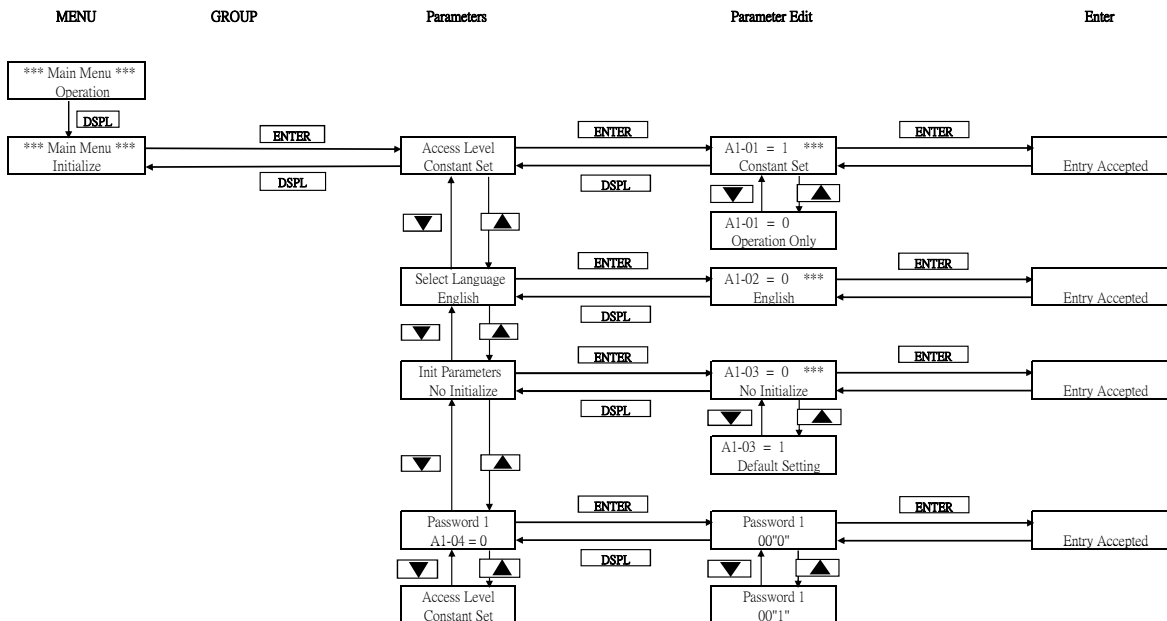 MENU
GROUP
Parameters
Parameter Edit
Enter
*** Main Menu ***
Operation
DSPL
*** Main Menu ***
Initialize
ENTER
DSPL
Access Level
Constant Set
ENTER
DSPL
A1-01 = 1 ***
Constant Set
ENTER
Entry Accepted
A1-01 = 0
Operation Only
Select Language
English
ENTER
DSPL
A1-02 = 0 ***
English
ENTER
Entry Accepted
Init Parameters
No Initialize
ENTER
DSPL
A1-03 = 0 ***
No Initialize
ENTER
Entry Accepted
A1-03 = 1
Default Setting
Password 1
A1-04 = 0
ENTER
DSPL
Password 1
00"0"
ENTER
Entry Accepted
Access Level
Constant Set
Password 1
00"1"